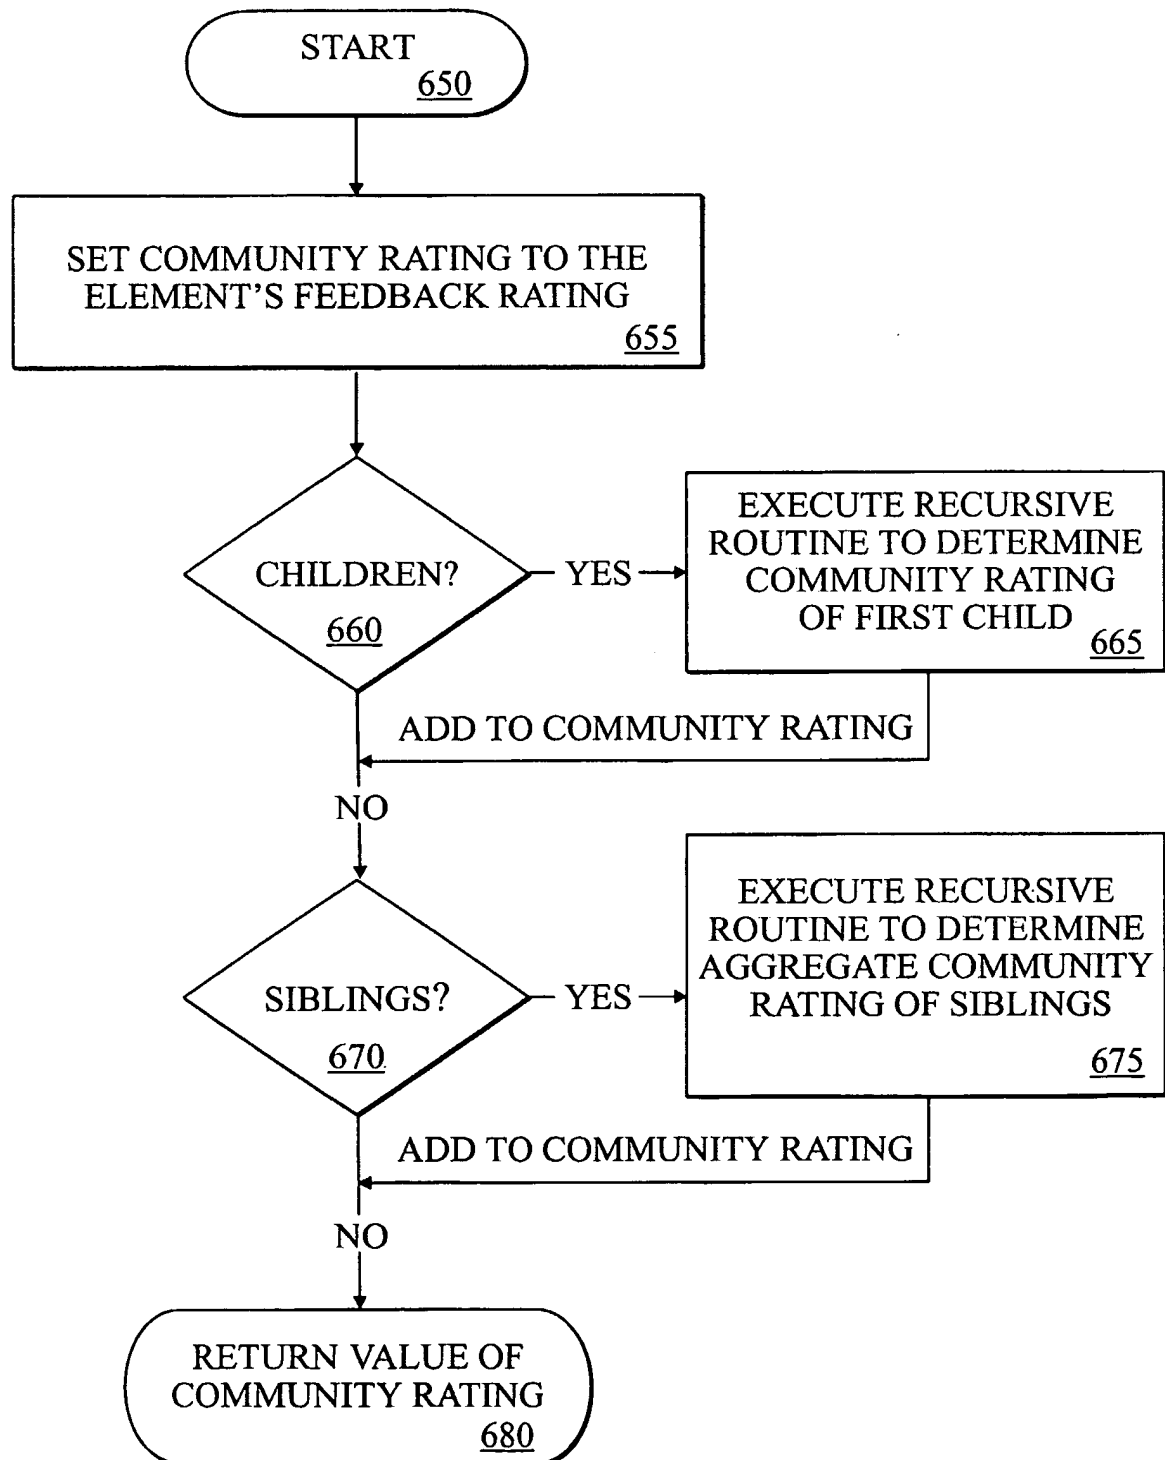 START
650
SET COMMUNITY RATING TO THE
ELEMENT'S FEEDBACK RATING
655
CHILDREN?
660
YES
EXECUTE RECURSIVE
ROUTINE TO DETERMINE
COMMUNITY RATING
OF FIRST CHILD
665
ADD TO COMMUNITY RATING
NO
SIBLINGS?
670
YES
EXECUTE RECURSIVE
ROUTINE TO DETERMINE
AGGREGATE COMMUNITY
RATING OF SIBLINGS
675
ADD TO COMMUNITY RATING
NO
RETURN VALUE OF
COMMUNITY RATING
680